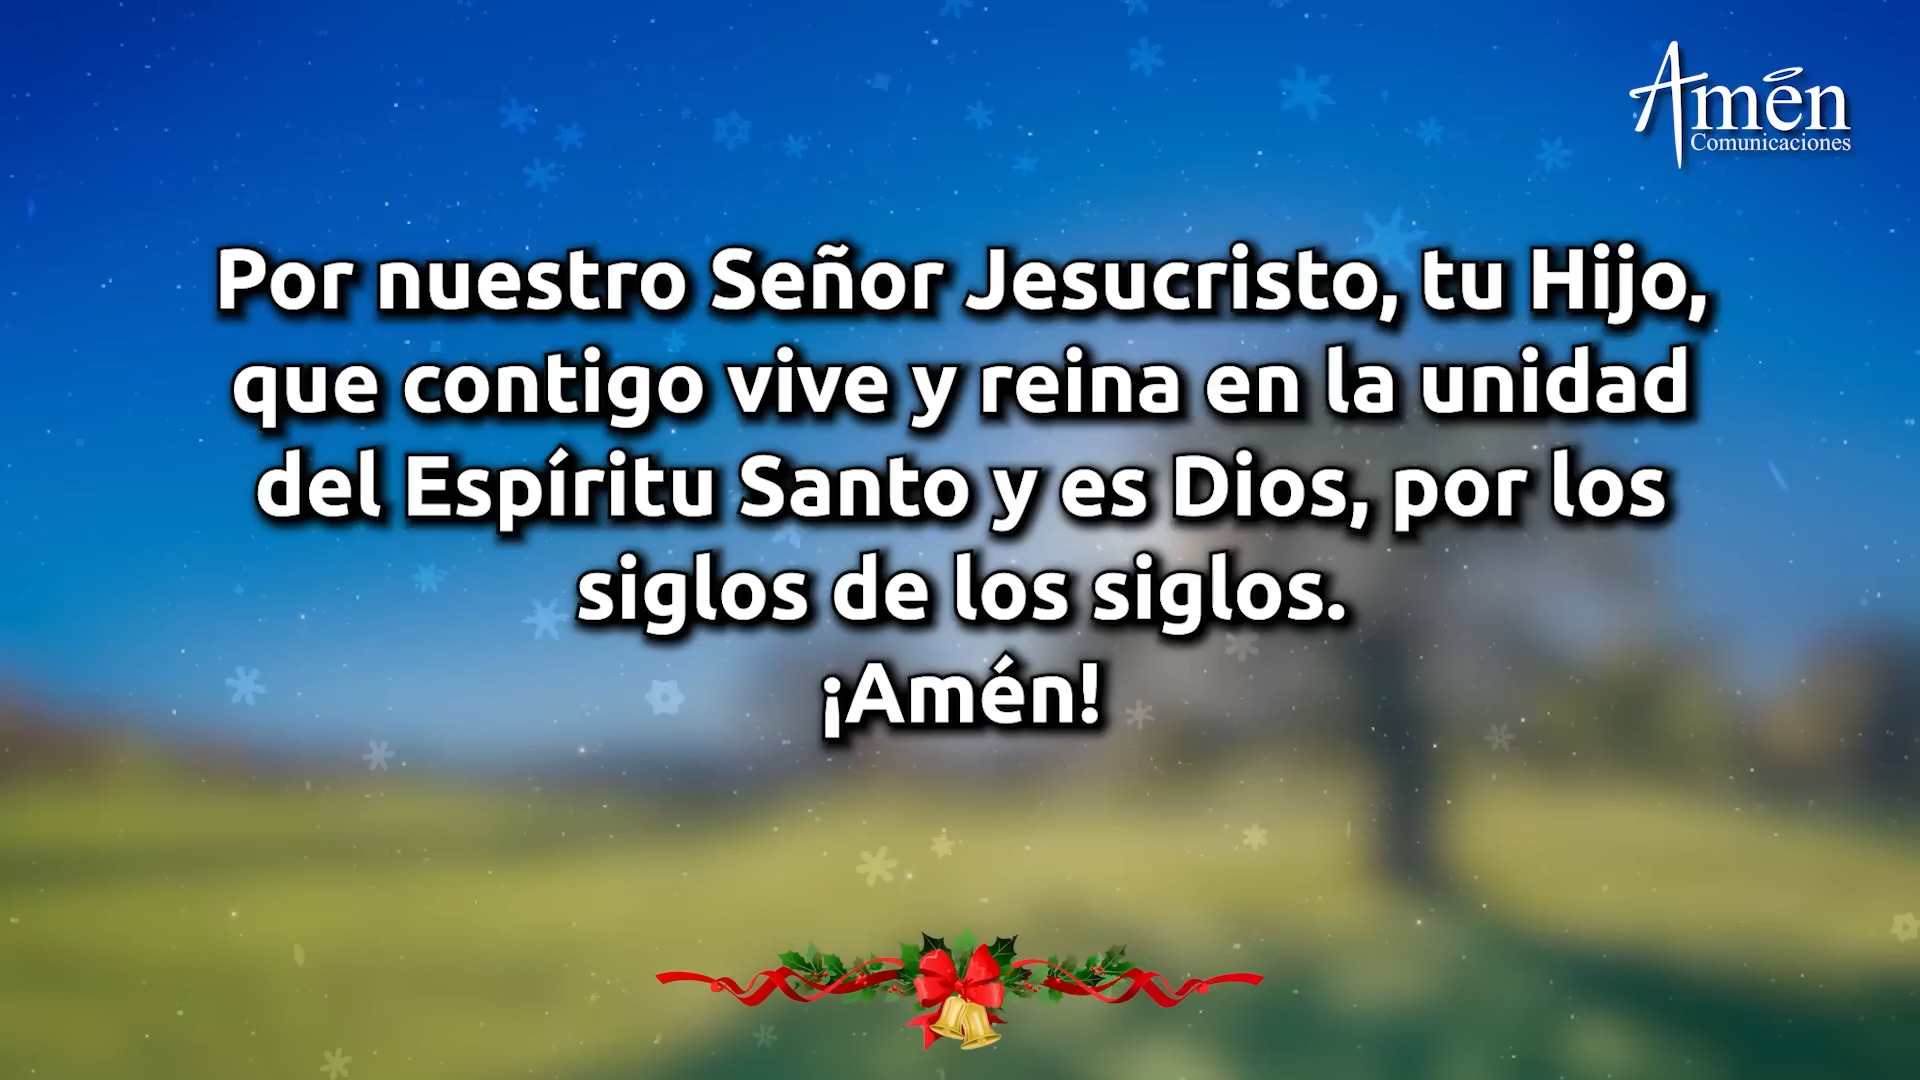 Amén
Comunicaciones
Por nuestro Señor Jesucristo, tu Hijo,
que contigo vive y reina en la unidad
del Espíritu Santo y es Dios, por los
siglos de los siglos.
¡Amén!